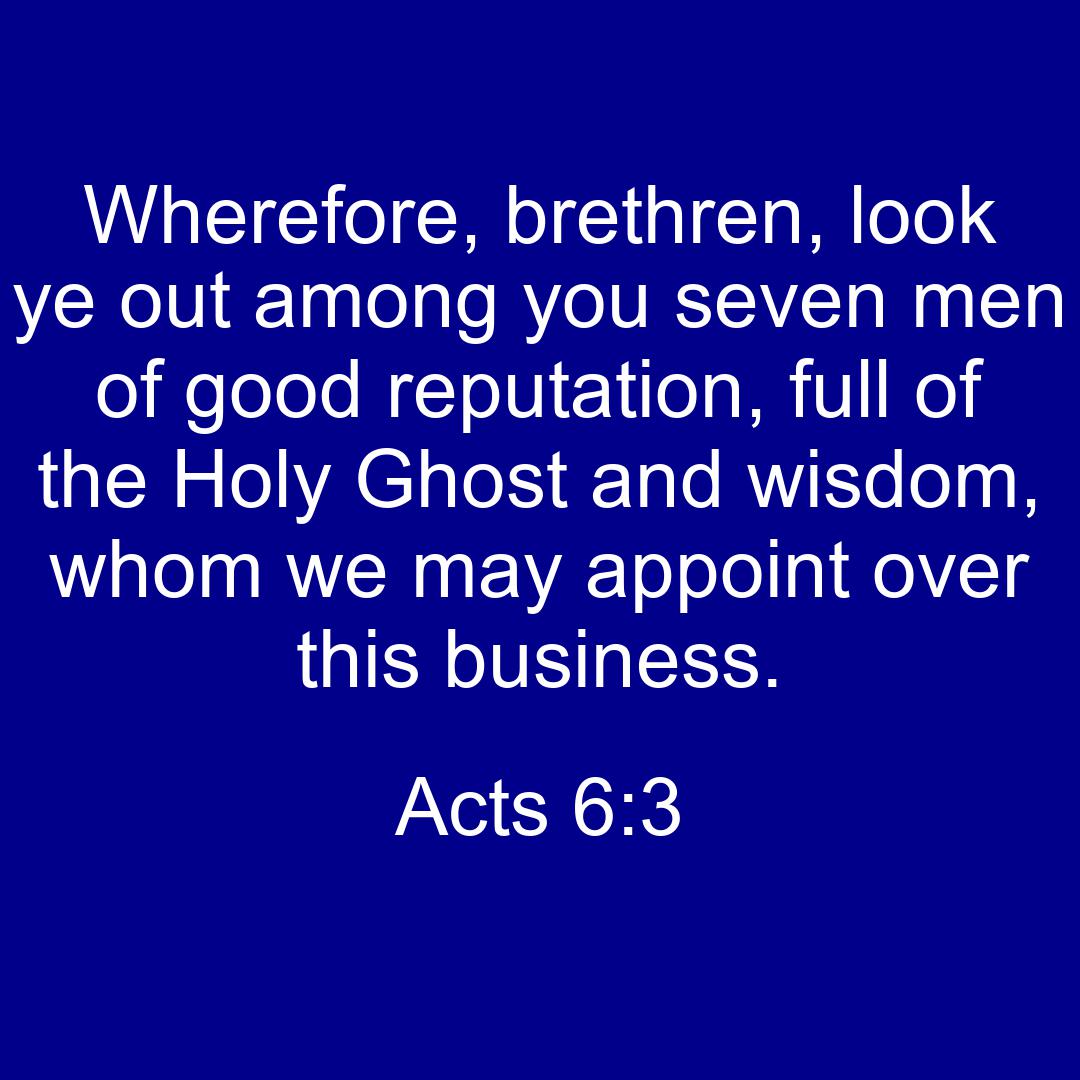 Wherefore, brethren, look
ye out among you seven men
of good reputation, full of
the Holy Ghost and wisdom,
whom we may appoint over
this business.
Acts 6:3